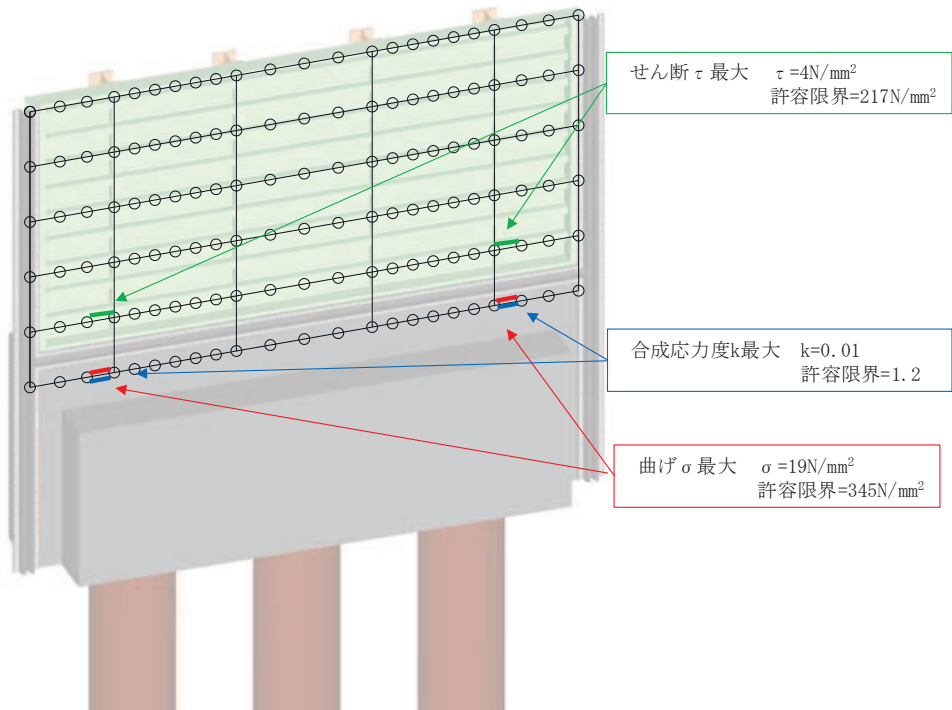 せん断τ最大 τ=4N/mm²
許容限界=217N/mm²
合成応力度k最大 k=0.01
許容限界=1.2
曲げσ最大 σ=19N/mm²
許容限界=345N/mm²